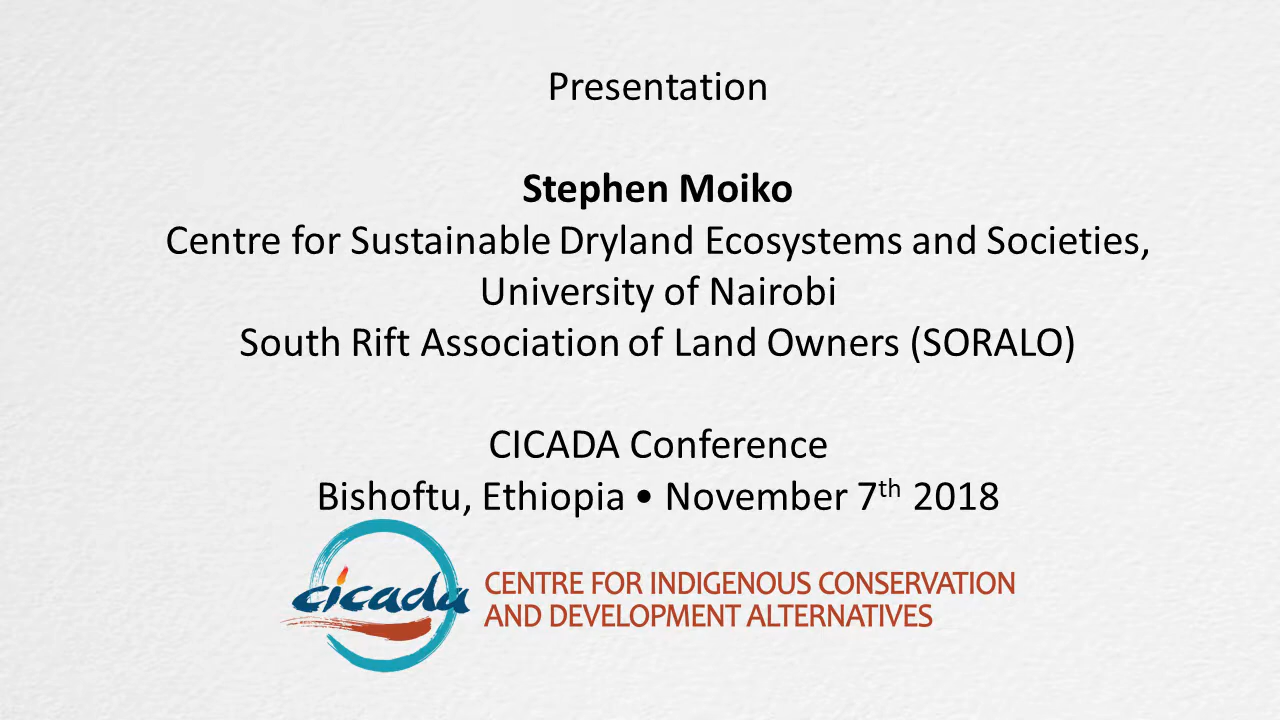 Presentation
Stephen Moiko
Centre for Sustainable Dryland Ecosystems and Societies,
University of Nairobi
South Rift Association of Land Owners (SORALO)
CICADA Conference
Bishoftu, Ethiopia • November 7th 2018
cicada
CENTRE FOR INDIGENOUS CONSERVATION
AND DEVELOPMENT ALTERNATIVES